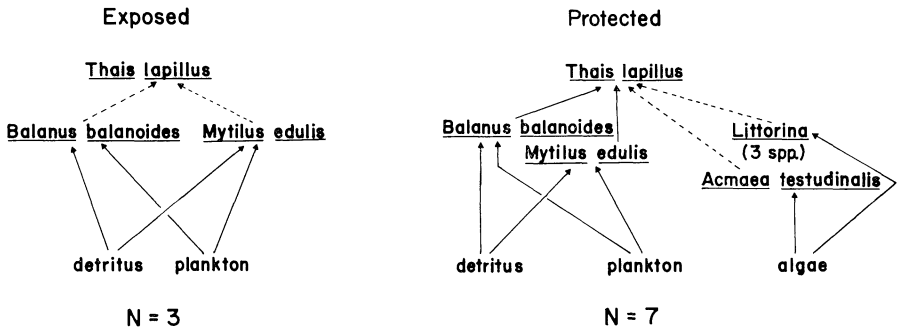 Exposed
Thais lapillus
Balanus balanoides
Mytilus edulis
detritus
plankton
N = 3
Protected
Thais lapillus
Balanus balanoides
Mytilus edulis
Littorina
(3 spp.)
Acmaea testudinalis
detritus
plankton
algae
N = 7